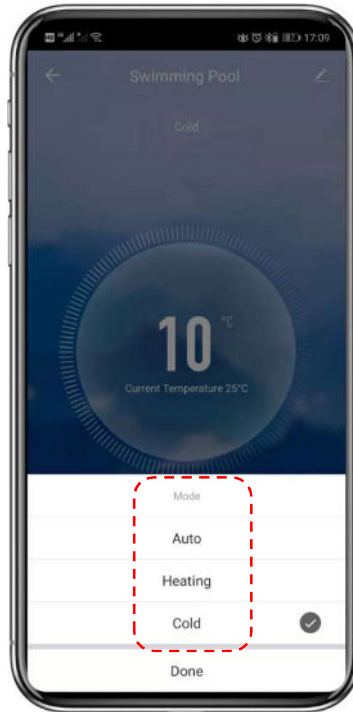 17:09
Swimming Pool
Cold
10 °C
Current Temperature 25°C
Mode
Auto
Heating
Cold
Done